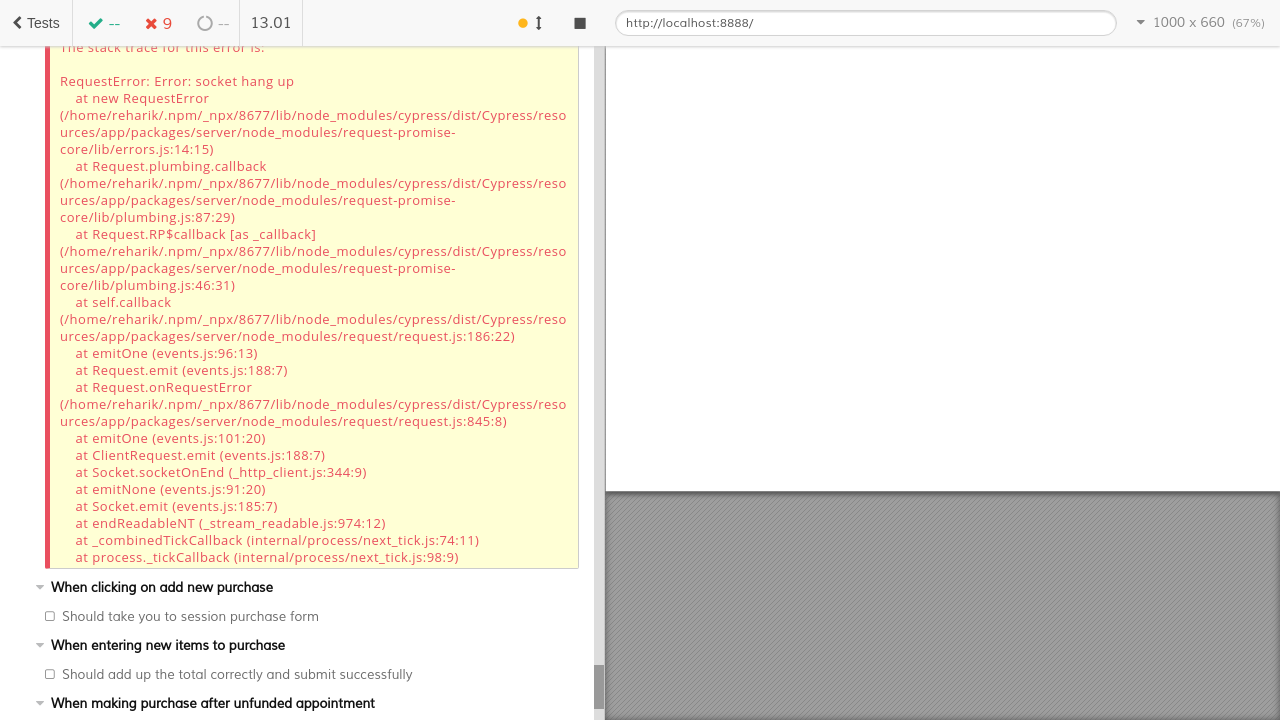 Tests
--
9
--
13.01
http://localhost:8888/
1000 x 660 (67%)
The stack trace for this error is:
RequestError: Error: socket hang up
at new RequestError
(/home/reharik/.npm/_npx/8677/lib/node_modules/cypress/dist/Cypress/reso
urces/app/packages/server/node_modules/request-promise-
core/lib/errors.js:14:15)
at Request.plumbing.callback
(/home/reharik/.npm/_npx/8677/lib/node_modules/cypress/dist/Cypress/reso
urces/app/packages/server/node_modules/request-promise-
core/lib/plumbing.js:87:29)
at Request.RP$callback [as _callback]
(/home/reharik/.npm/_npx/8677/lib/node_modules/cypress/dist/Cypress/reso
urces/app/packages/server/node_modules/request-promise-
core/lib/plumbing.js:46:31)
at self.callback
(/home/reharik/.npm/_npx/8677/lib/node_modules/cypress/dist/Cypress/reso
urces/app/packages/server/node_modules/request/request.js:186:22)
at emitOne (events.js:96:13)
at Request.emit (events.js:188:7)
at Request.onRequestError
(/home/reharik/.npm/_npx/8677/lib/node_modules/cypress/dist/Cypress/reso
urces/app/packages/server/node_modules/request/request.js:845:8)
at emitOne (events.js:101:20)
at ClientRequest.emit (events.js:188:7)
at Socket.socketOnEnd (_http_client.js:344:9)
at emitNone (events.js:91:20)
at Socket.emit (events.js:185:7)
at endReadableNT (_stream_readable.js:974:12)
at _combinedTickCallback (internal/process/next_tick.js:74:11)
at process._tickCallback (internal/process/next_tick.js:98:9)
When clicking on add new purchase
Should take you to session purchase form
When entering new items to purchase
Should add up the total correctly and submit successfully
When making purchase after unfunded appointment